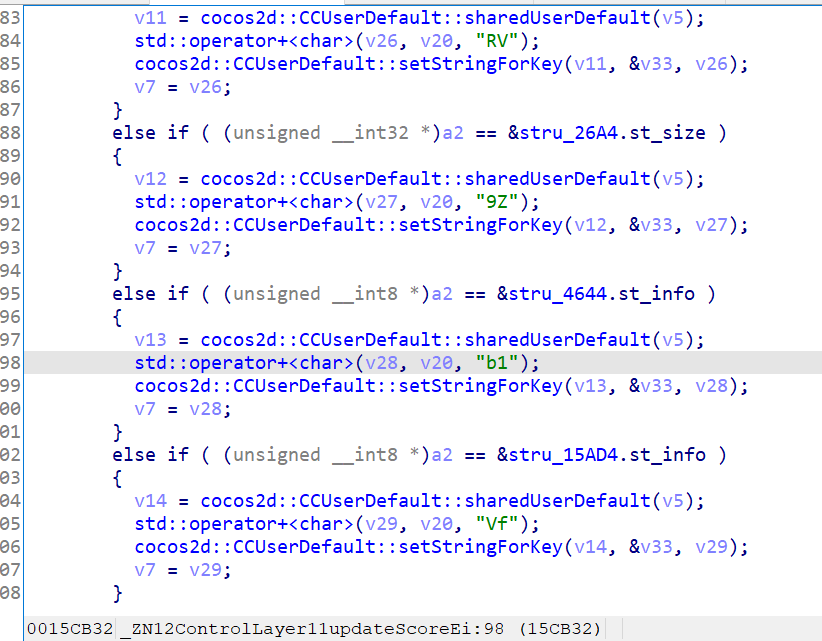 83 v11 = cocos2d::CCUserDefault::sharedUserDefault(v5);
84 std::operator+<char>(v26, v20, "RV");
85 cocos2d::CCUserDefault::setStringForKey(v11, &v33, v26);
86 v7 = v26;
87 }
88 else if ( (unsigned __int32 *)a2 == &stru_26A4.st_size )
89 {
90 v12 = cocos2d::CCUserDefault::sharedUserDefault(v5);
91 std::operator+<char>(v27, v20, "9Z");
92 cocos2d::CCUserDefault::setStringForKey(v12, &v33, v27);
93 v7 = v27;
94 }
95 else if ( (unsigned __int8 *)a2 == &stru_4644.st_info )
96 {
97 v13 = cocos2d::CCUserDefault::sharedUserDefault(v5);
98 std::operator+<char>(v28, v20, "b1");
99 cocos2d::CCUserDefault::setStringForKey(v13, &v33, v28);
00 v7 = v28;
01 }
02 else if ( (unsigned __int8 *)a2 == &stru_15AD4.st_info )
03 {
04 v14 = cocos2d::CCUserDefault::sharedUserDefault(v5);
05 std::operator+<char>(v29, v20, "Vf");
06 cocos2d::CCUserDefault::setStringForKey(v14, &v33, v29);
07 v7 = v29;
08 }
0015CB32 _ZN12ControlLayer11updateScoreEi:98 (15CB32)